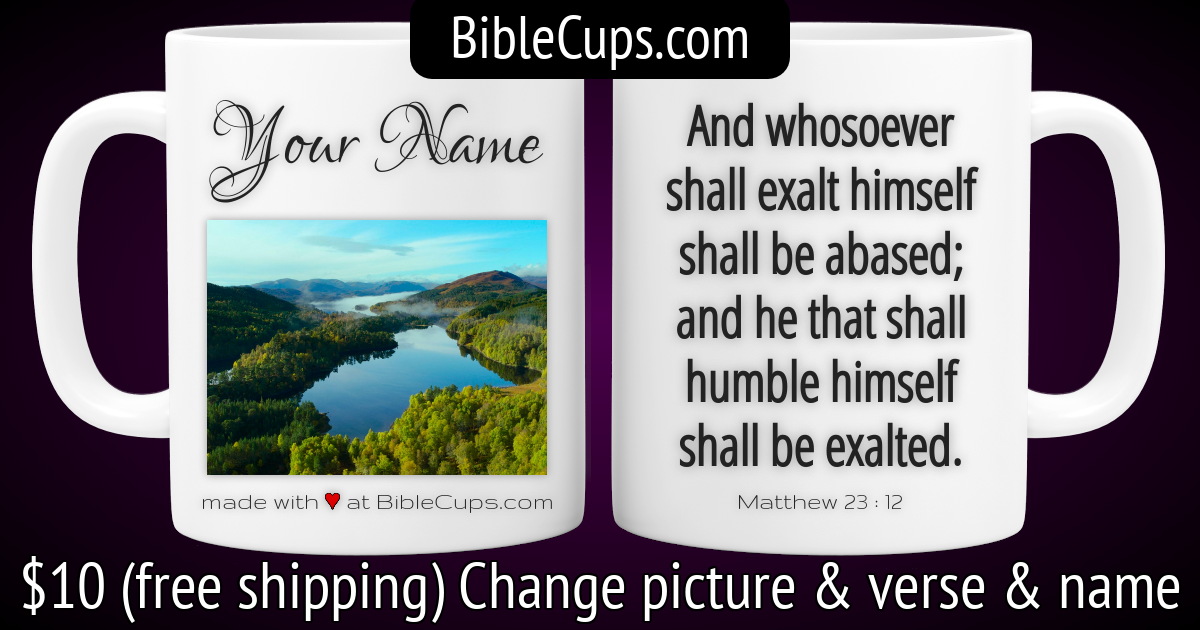 BibleCups.com
Your Name
made with ♥ at BibleCups.com
And whosoever
shall exalt himself
shall be abased;
and he that shall
humble himself
shall be exalted.
Matthew 23 : 12
$10 (free shipping) Change picture & verse & name